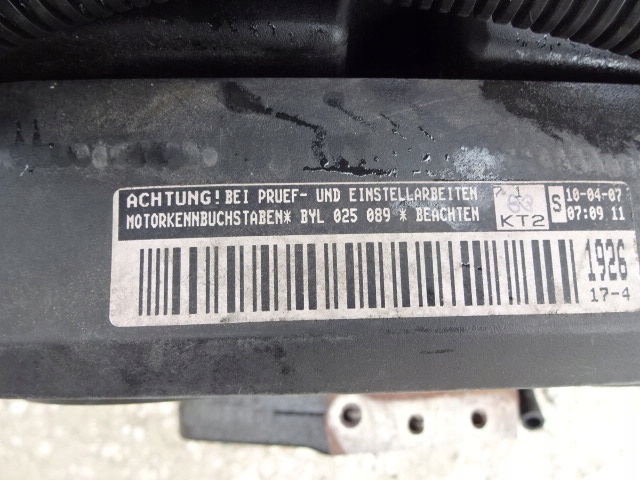 ACHTUNG! BEI PRUEF- UND EINSTELLARBEITEN
MOTORKENNBUCHSTABEN* BYL 025 089 * BEACHTEN
KT2
S
10-04-07
07:09 11
1926
17-4